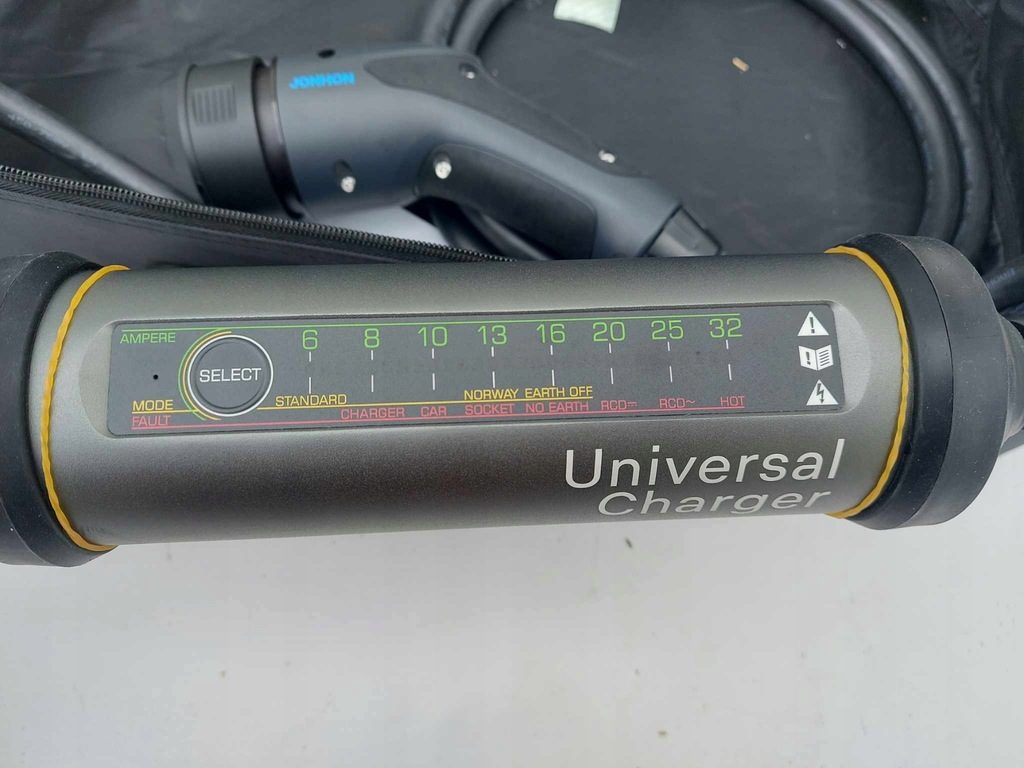 JONHON
AMPERE 6 8 10 13 16 20 25 32
SELECT
MODE STANDARD NORWAY EARTH OFF
FAULT CHARGER CAR SOCKET NO EARTH RCD⎓ RCD~ HOT
Universal
Charger